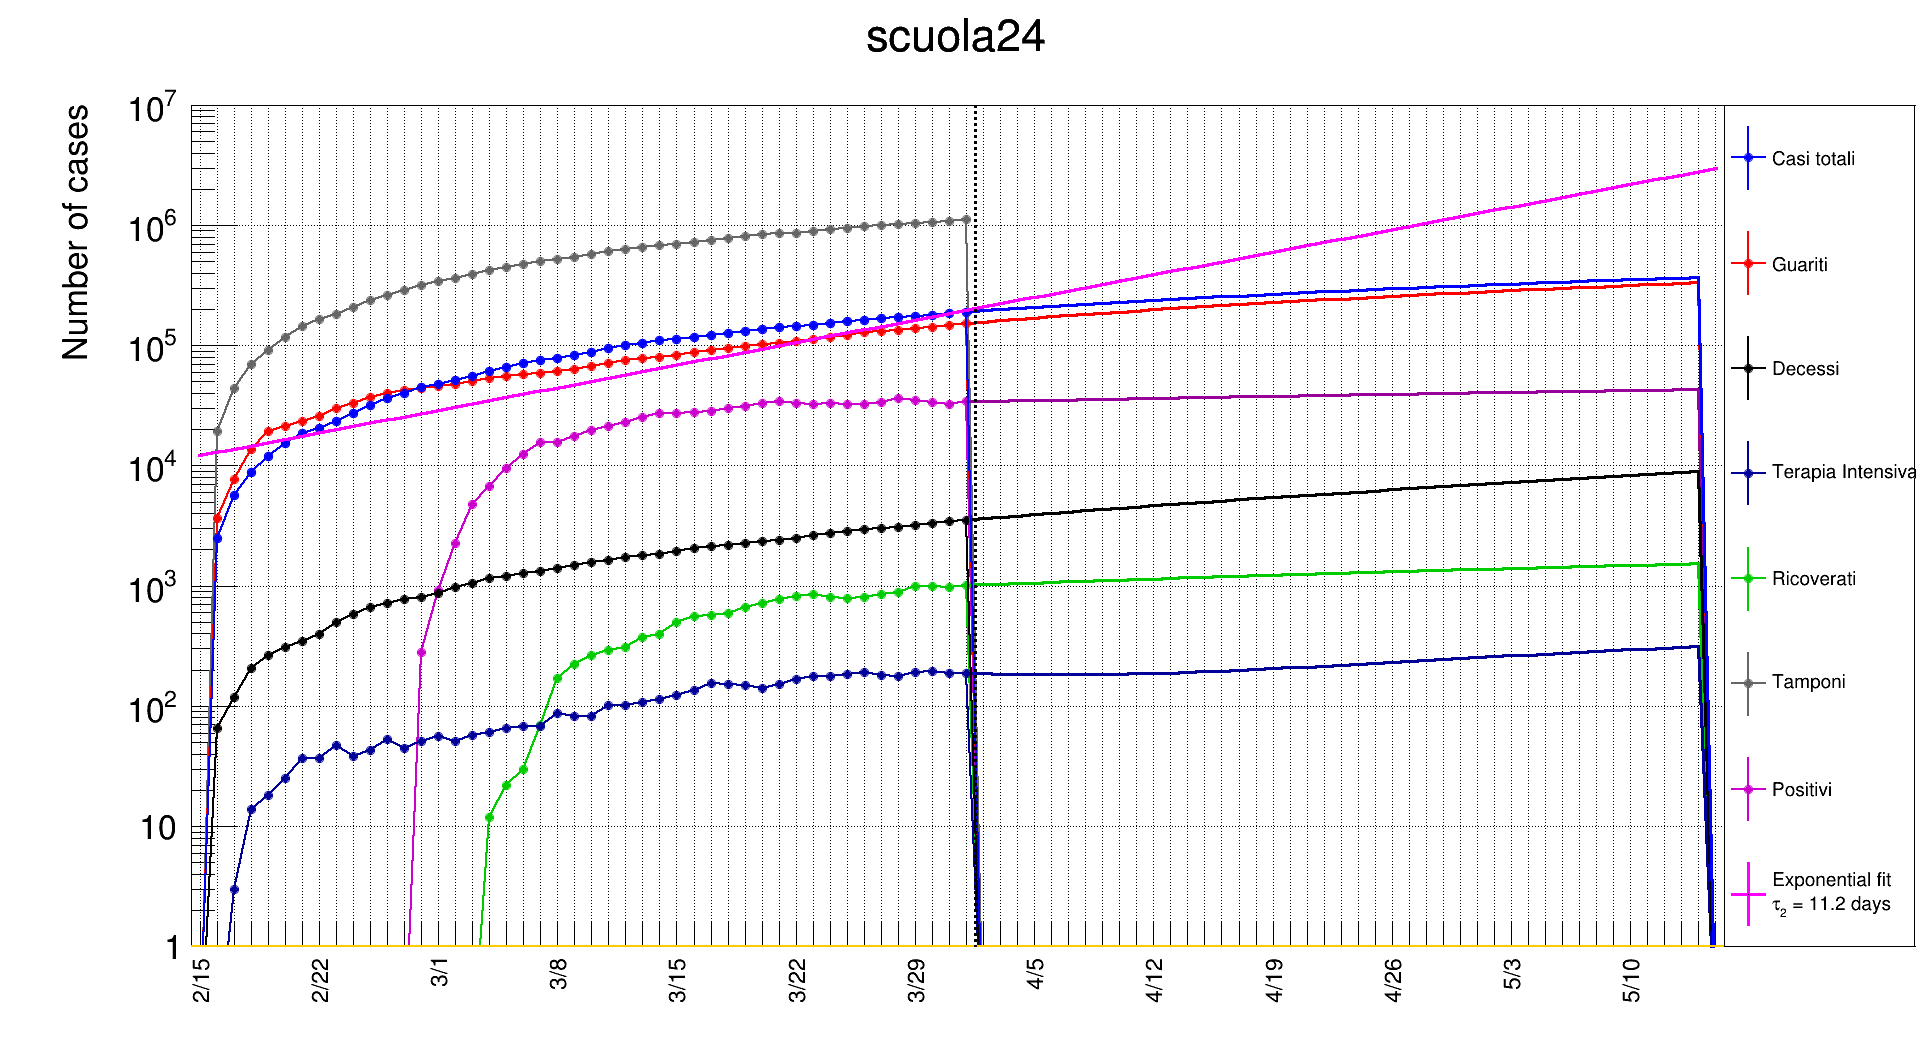 scuola24
Number of cases
10^7
10^6
10^5
10^4
10^3
10^2
10
1
2/15
2/22
3/1
3/8
3/15
3/22
3/29
4/5
4/12
4/19
4/26
5/3
5/10
Casi totali
Guariti
Decessi
Terapia Intensiva
Ricoverati
Tamponi
Positivi
Exponential fit
τ_2 = 11.2 days